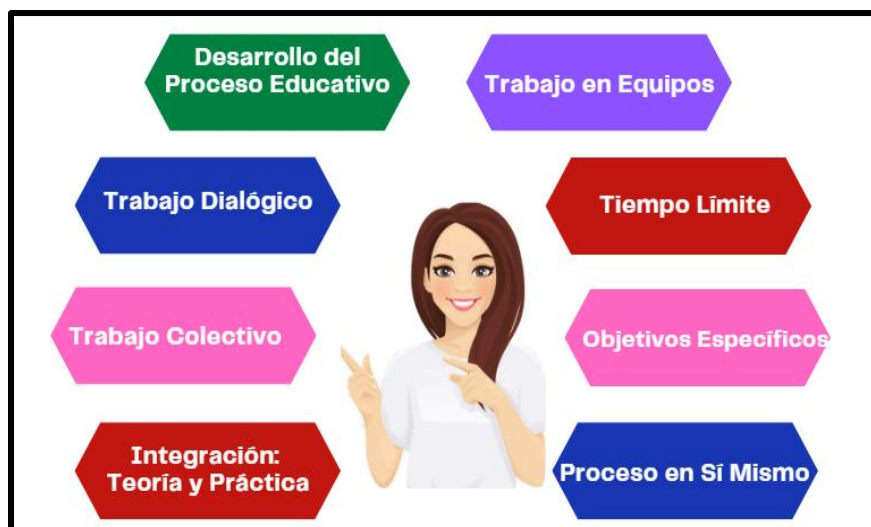 Desarrollo del
Proceso Educativo
Trabajo en Equipos
Trabajo Dialógico
Tiempo Límite
Trabajo Colectivo
Objetivos Específicos
Integración:
Teoría y Práctica
Proceso en Sí Mismo